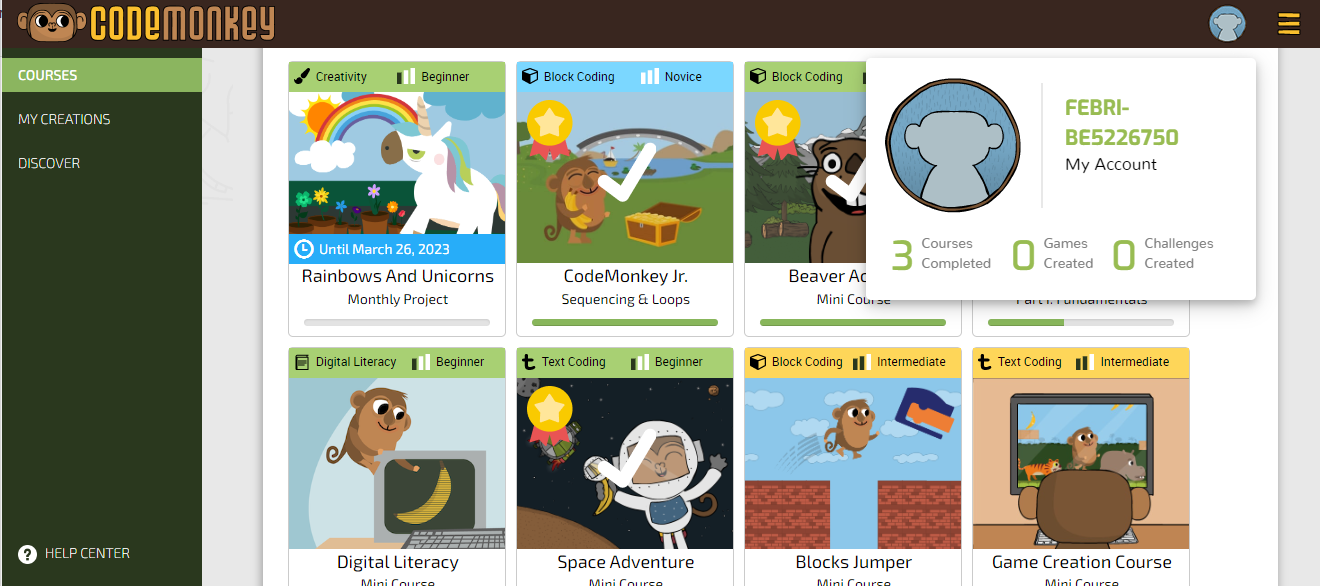 CODEMONKEY
COURSES
MY CREATIONS
DISCOVER
HELP CENTER
Creativity Beginner
Until March 26, 2023
Rainbows And Unicorns
Monthly Project
Block Coding Novice
CodeMonkey Jr.
Sequencing & Loops
Block Coding
Beaver Ac
Mini Course
Part 1: Fundamentals
FEBRI-
BE5226750
My Account
3 Courses
Completed
0 Games
Created
0 Challenges
Created
Digital Literacy Beginner
Digital Literacy
Mini Course
Text Coding Beginner
Space Adventure
Mini Course
Block Coding Intermediate
Blocks Jumper
Mini Course
Text Coding Intermediate
Game Creation Course
Mini Course